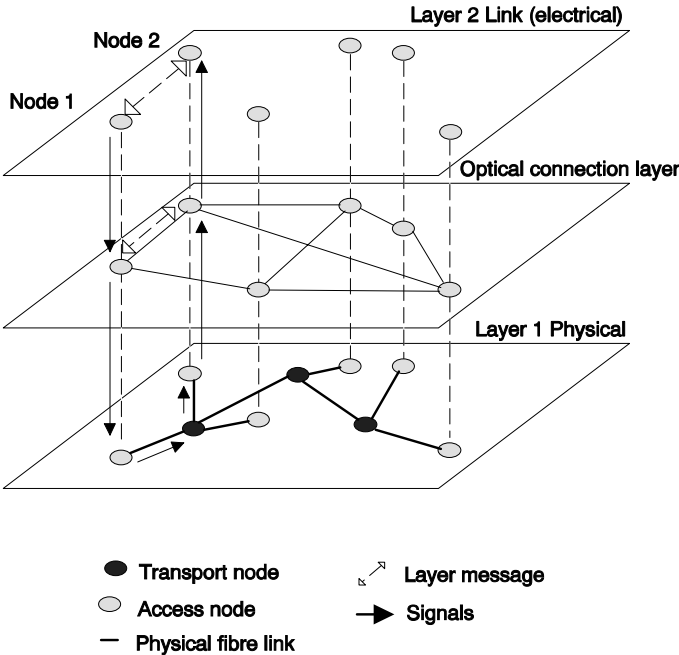 Layer 2 Link (electrical)
Node 2
Node 1
Optical connection layer
Layer 1 Physical
Transport node
Layer message
Access node
Signals
Physical fibre link